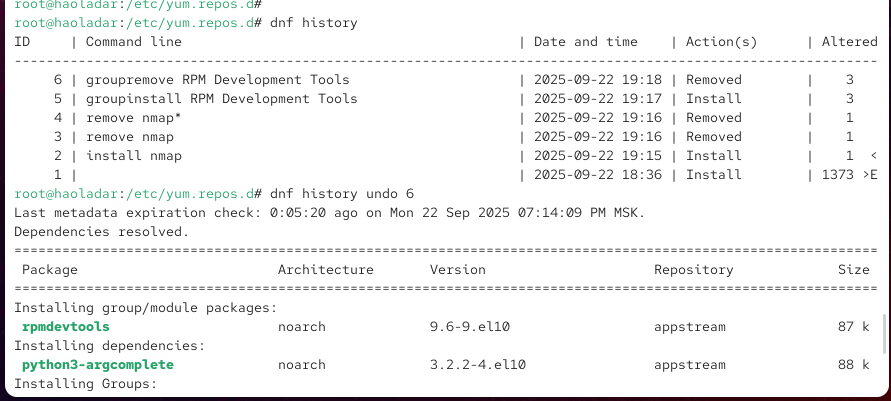 root@haoladar:/etc/yum.repos.d#
root@haoladar:/etc/yum.repos.d# dnf history
ID     | Command line                                          | Date and time    | Action(s)      | Altered
--------------------------------------------------------------------------------------------------------------
     6 | groupremove RPM Development Tools                     | 2025-09-22 19:18 | Removed        |    3
     5 | groupinstall RPM Development Tools                    | 2025-09-22 19:17 | Install        |    3
     4 | remove nmap*                                          | 2025-09-22 19:16 | Removed        |    1
     3 | remove nmap                                           | 2025-09-22 19:16 | Removed        |    1
     2 | install nmap                                          | 2025-09-22 19:15 | Install        |    1  <
     1 |                                                       | 2025-09-22 18:36 | Install        | 1373 >E
root@haoladar:/etc/yum.repos.d# dnf history undo 6
Last metadata expiration check: 0:05:20 ago on Mon 22 Sep 2025 07:14:09 PM MSK.
Dependencies resolved.
==============================================================================================================
 Package                         Architecture       Version                     Repository             Size
==============================================================================================================
Installing group/module packages:
 rpmdevtools                     noarch             9.6-9.el10                  appstream              87 k
Installing dependencies:
 python3-argcomplete             noarch             3.2.2-4.el10                appstream              88 k
Installing Groups: